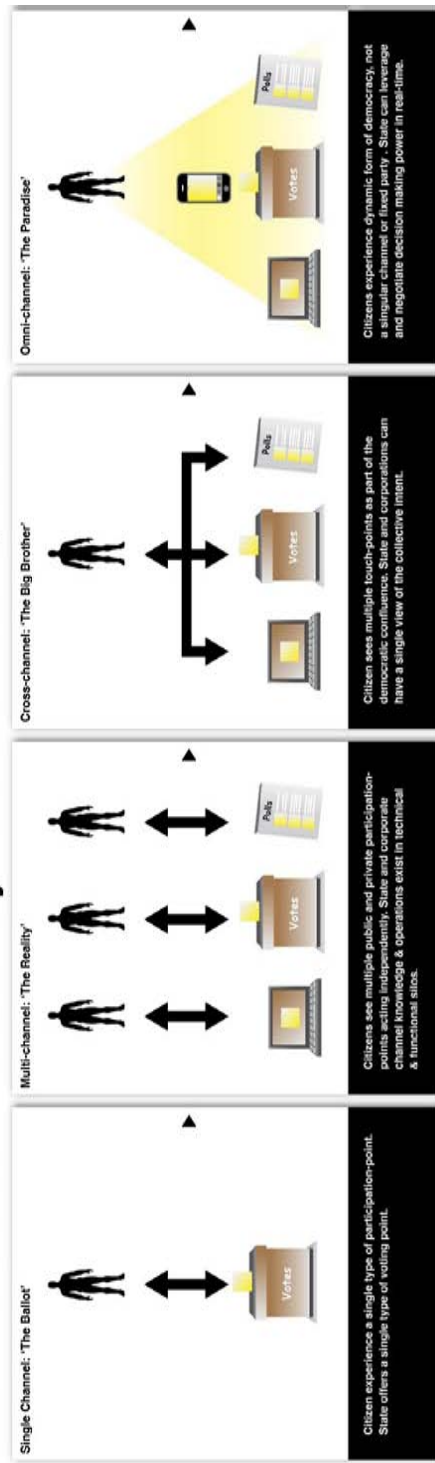 Single Channel: 'The Ballot'
Votes
Citizen experience a single type of participation-point.
State offers a single type of voting point.
Multi-channel: 'The Reality'
Votes
Polls
Citizens see multiple public and private participation-
points acting independently. State and corporate
channel knowledge & operations exist in technical
& functional silos.
Cross-channel: 'The Big Brother'
Votes
Polls
Citizen sees multiple touch-points as part of the
democratic confluence. State and corporations can
have a single view of the collective intent.
Omni-channel: 'The Paradise'
Votes
Polls
Citizens experience dynamic form of democracy, not
a singular channel or fixed party . State can leverage
and negotiate decision making power in real-time.